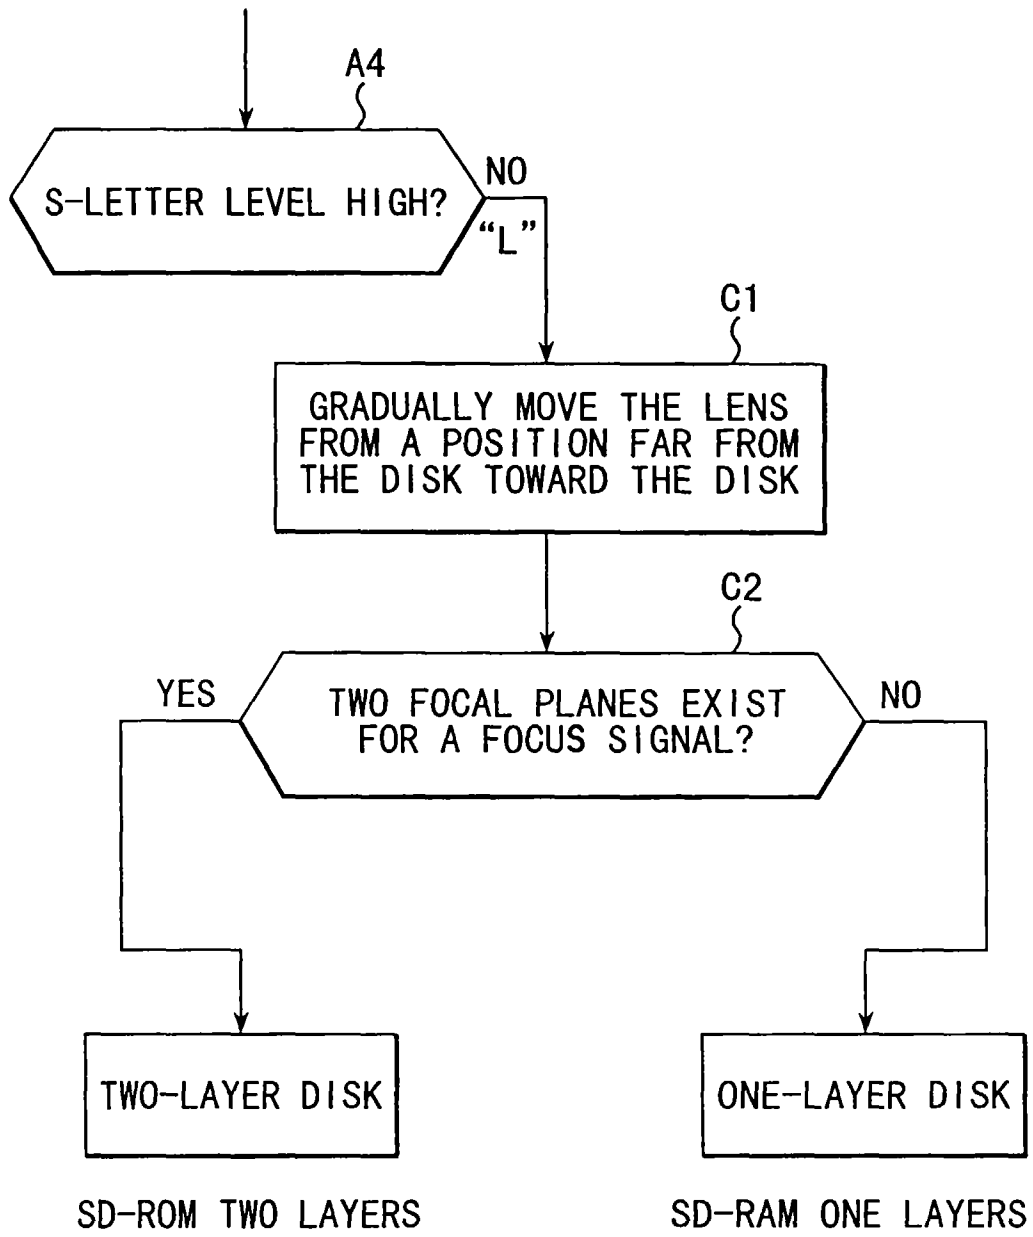 A4
S-LETTER LEVEL HIGH?
NO
"L"
C1
GRADUALLY MOVE THE LENS
FROM A POSITION FAR FROM
THE DISK TOWARD THE DISK
C2
YES
TWO FOCAL PLANES EXIST
FOR A FOCUS SIGNAL?
NO
TWO-LAYER DISK
ONE-LAYER DISK
SD-ROM TWO LAYERS
SD-RAM ONE LAYERS